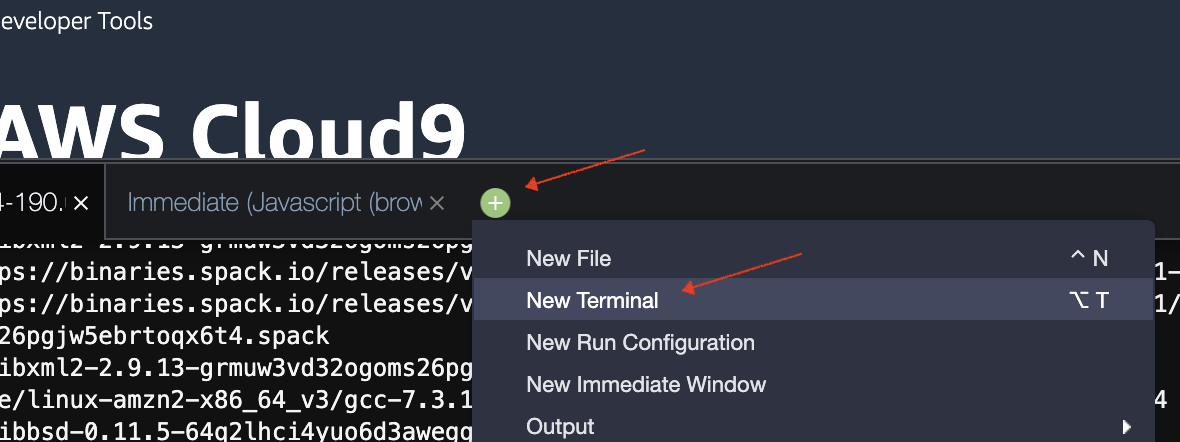 eveloper Tools
AWS Cloud9
4-190. × Immediate (Javascript (brow × +
ibxml2-2.9.13-grmuw3vd32ogoms26pg
New File ^ N
ps://binaries.spack.io/releases/v 1-
New Terminal ⌥ T
ps://binaries.spack.io/releases/v 1/
26pgjw5ebrtoqx6t4.spack
New Run Configuration
ibxml2-2.9.13-grmuw3vd32ogoms26pg
New Immediate Window
e/linux-amzn2-x86_64_v3/gcc-7.3.1 4
Output
ibbsd-0.11.5-64q2lhci4yuo6d3awegg